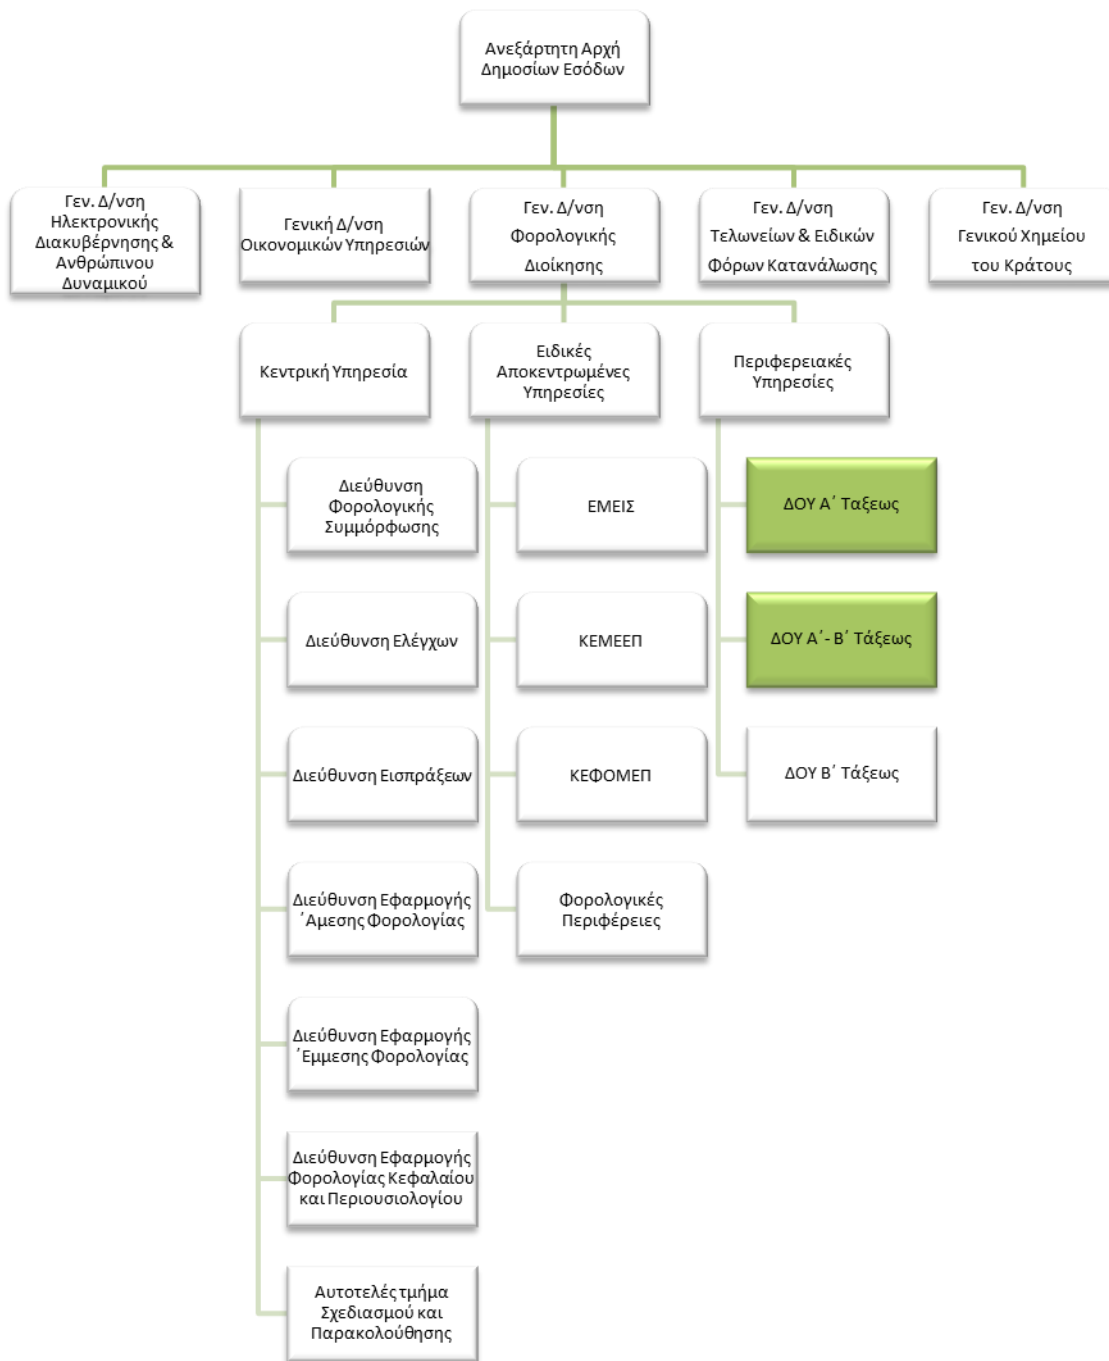 Ανεξάρτητη Αρχή
Δημοσίων Εσόδων
Γεν. Δ/νση
Ηλεκτρονικής
Διακυβέρνησης &
Ανθρώπινου
Δυναμικού
Γενική Δ/νση
Οικονομικών Υπηρεσιών
Γεν. Δ/νση
Φορολογικής
Διοίκησης
Γεν. Δ/νση
Τελωνείων & Ειδικών
Φόρων Κατανάλωσης
Γεν. Δ/νση
Γενικού Χημείου
του Κράτους
Κεντρική Υπηρεσία
Ειδικές
Αποκεντρωμένες
Υπηρεσίες
Περιφερειακές
Υπηρεσίες
Διεύθυνση
Φορολογικής
Συμμόρφωσης
Διεύθυνση Ελέγχων
Διεύθυνση Εισπράξεων
Διεύθυνση Εφαρμογής
΄Αμεσης Φορολογίας
Διεύθυνση Εφαρμογής
΄Εμμεσης Φορολογίας
Διεύθυνση Εφαρμογής
Φορολογίας Κεφαλαίου
και Περιουσιολογίου
Αυτοτελές τμήμα
Σχεδιασμού και
Παρακολούθησης
ΕΜΕΙΣ
ΚΕΜΕΕΠ
ΚΕΦΟΜΕΠ
Φορολογικές
Περιφέρειες
ΔΟΥ Α΄ Ταξεως
ΔΟΥ Α΄- Β΄ Τάξεως
ΔΟΥ Β΄ Τάξεως